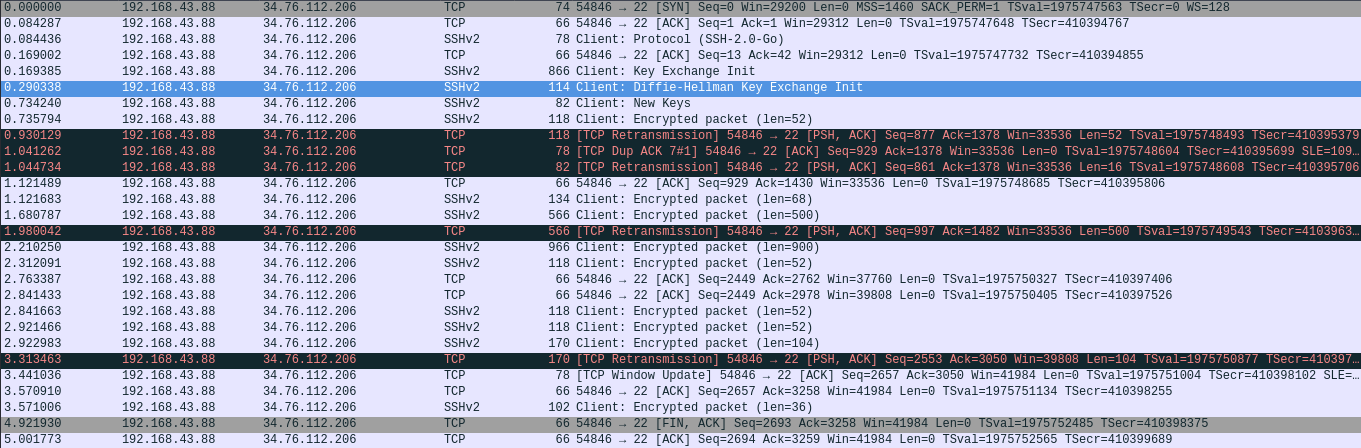 0.000000 192.168.43.88 34.76.112.206 TCP 74 54846 → 22 [SYN] Seq=0 Win=29200 Len=0 MSS=1460 SACK_PERM=1 TSval=1975747563 TSecr=0 WS=128
0.084287 192.168.43.88 34.76.112.206 TCP 66 54846 → 22 [ACK] Seq=1 Ack=1 Win=29312 Len=0 TSval=1975747648 TSecr=410394767
0.084436 192.168.43.88 34.76.112.206 SSHv2 78 Client: Protocol (SSH-2.0-Go)
0.169002 192.168.43.88 34.76.112.206 TCP 66 54846 → 22 [ACK] Seq=13 Ack=42 Win=29312 Len=0 TSval=1975747732 TSecr=410394855
0.169385 192.168.43.88 34.76.112.206 SSHv2 866 Client: Key Exchange Init
0.290338 192.168.43.88 34.76.112.206 SSHv2 114 Client: Diffie-Hellman Key Exchange Init
0.734240 192.168.43.88 34.76.112.206 SSHv2 82 Client: New Keys
0.735794 192.168.43.88 34.76.112.206 SSHv2 118 Client: Encrypted packet (len=52)
0.930129 192.168.43.88 34.76.112.206 TCP 118 [TCP Retransmission] 54846 → 22 [PSH, ACK] Seq=877 Ack=1378 Win=33536 Len=52 TSval=1975748493 TSecr=410395379
1.041262 192.168.43.88 34.76.112.206 TCP 78 [TCP Dup ACK 7#1] 54846 → 22 [ACK] Seq=929 Ack=1378 Win=33536 Len=0 TSval=1975748604 TSecr=410395699 SLE=109…
1.044734 192.168.43.88 34.76.112.206 TCP 82 [TCP Retransmission] 54846 → 22 [PSH, ACK] Seq=861 Ack=1378 Win=33536 Len=16 TSval=1975748608 TSecr=410395706
1.121489 192.168.43.88 34.76.112.206 TCP 66 54846 → 22 [ACK] Seq=929 Ack=1430 Win=33536 Len=0 TSval=1975748685 TSecr=410395806
1.121683 192.168.43.88 34.76.112.206 SSHv2 134 Client: Encrypted packet (len=68)
1.680787 192.168.43.88 34.76.112.206 SSHv2 566 Client: Encrypted packet (len=500)
1.980042 192.168.43.88 34.76.112.206 TCP 566 [TCP Retransmission] 54846 → 22 [PSH, ACK] Seq=997 Ack=1482 Win=33536 Len=500 TSval=1975749543 TSecr=4103963…
2.210250 192.168.43.88 34.76.112.206 SSHv2 966 Client: Encrypted packet (len=900)
2.312091 192.168.43.88 34.76.112.206 SSHv2 118 Client: Encrypted packet (len=52)
2.763387 192.168.43.88 34.76.112.206 TCP 66 54846 → 22 [ACK] Seq=2449 Ack=2762 Win=37760 Len=0 TSval=1975750327 TSecr=410397406
2.841433 192.168.43.88 34.76.112.206 TCP 66 54846 → 22 [ACK] Seq=2449 Ack=2978 Win=39808 Len=0 TSval=1975750405 TSecr=410397526
2.841663 192.168.43.88 34.76.112.206 SSHv2 118 Client: Encrypted packet (len=52)
2.921466 192.168.43.88 34.76.112.206 SSHv2 118 Client: Encrypted packet (len=52)
2.922983 192.168.43.88 34.76.112.206 SSHv2 170 Client: Encrypted packet (len=104)
3.313463 192.168.43.88 34.76.112.206 TCP 170 [TCP Retransmission] 54846 → 22 [PSH, ACK] Seq=2553 Ack=3050 Win=39808 Len=104 TSval=1975750877 TSecr=410397…
3.441036 192.168.43.88 34.76.112.206 TCP 78 [TCP Window Update] 54846 → 22 [ACK] Seq=2657 Ack=3050 Win=41984 Len=0 TSval=1975751004 TSecr=410398102 SLE=…
3.570910 192.168.43.88 34.76.112.206 TCP 66 54846 → 22 [ACK] Seq=2657 Ack=3258 Win=41984 Len=0 TSval=1975751134 TSecr=410398255
3.571006 192.168.43.88 34.76.112.206 SSHv2 102 Client: Encrypted packet (len=36)
4.921930 192.168.43.88 34.76.112.206 TCP 66 54846 → 22 [FIN, ACK] Seq=2693 Ack=3258 Win=41984 Len=0 TSval=1975752485 TSecr=410398375
5.001773 192.168.43.88 34.76.112.206 TCP 66 54846 → 22 [ACK] Seq=2694 Ack=3259 Win=41984 Len=0 TSval=1975752565 TSecr=410399689